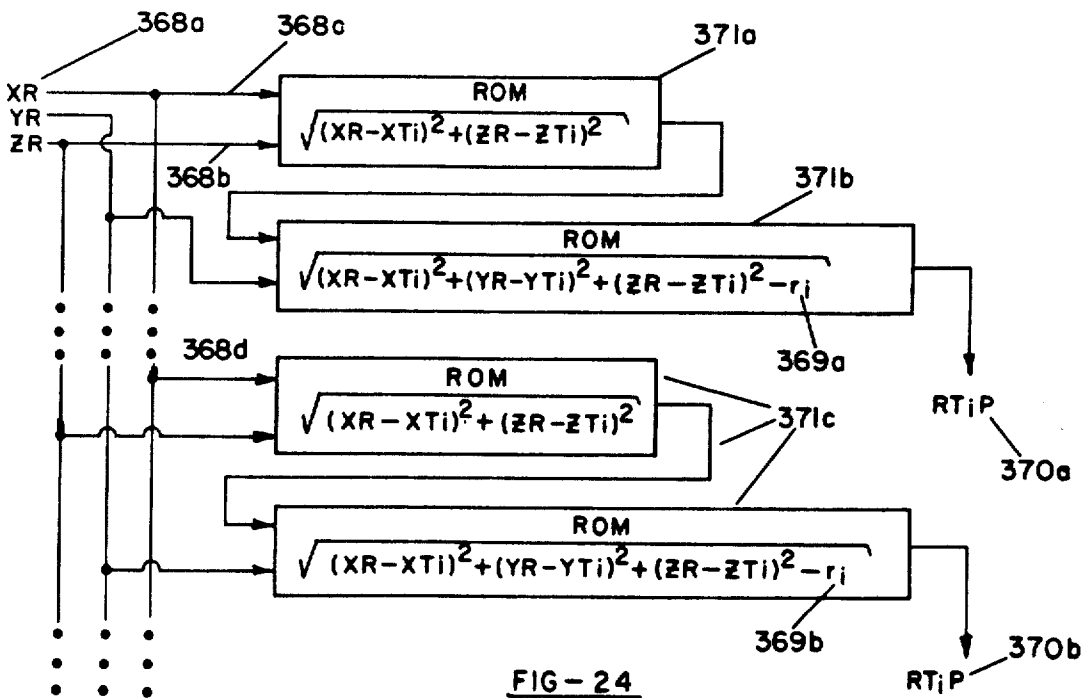 368a
368c
371a
XR
YR
ZR
ROM
√(XR-XTi)²+(ZR-ZTi)²
368b
371b
ROM
√(XR-XTi)²+(YR-YTi)²+(ZR-ZTi)²-ri
369a
368d
ROM
√(XR-XTi)²+(ZR-ZTi)²
371c
RTiP
370a
ROM
√(XR-XTi)²+(YR-YTi)²+(ZR-ZTi)²-ri
369b
RTiP
370b
FIG-24